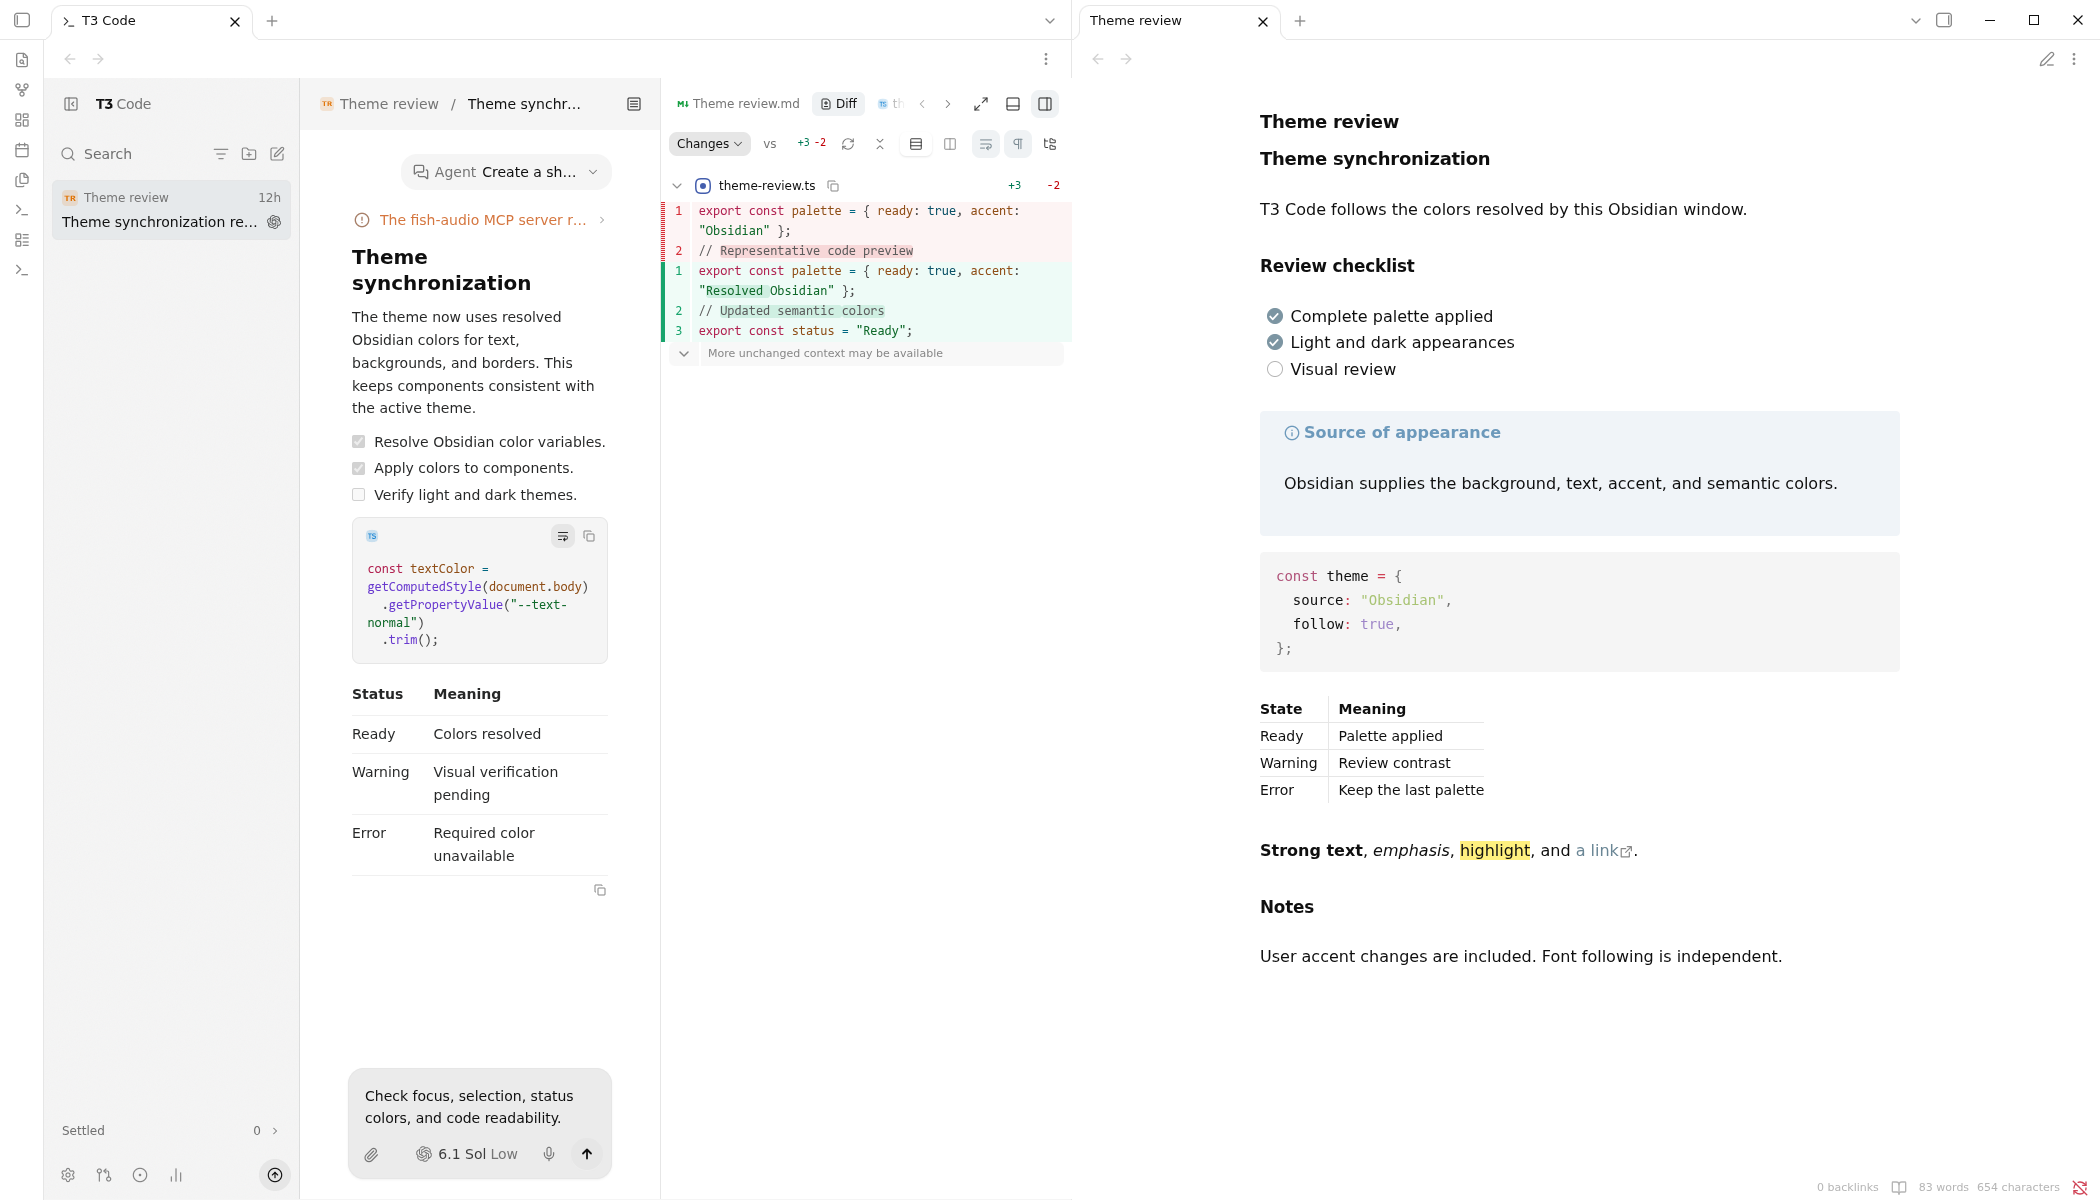 T3 Code
Theme review
T3 Code
Search
Theme review 12h
Theme synchronization re...
Settled 0
Theme review / Theme synchr...
Agent Create a sh...
The fish-audio MCP server r...
Theme
synchronization
The theme now uses resolved
Obsidian colors for text,
backgrounds, and borders. This
keeps components consistent with
the active theme.
Resolve Obsidian color variables.
Apply colors to components.
Verify light and dark themes.
TS
const textColor =
getComputedStyle(document.body)
.getPropertyValue("--text-
normal")
.trim();
Status Meaning
Ready Colors resolved
Warning Visual verification
pending
Error Required color
unavailable
Check focus, selection, status
colors, and code readability.
6.1 Sol Low
Theme review.md Diff TS th
Changes vs +3 -2
theme-review.ts +3 -2
1 export const palette = { ready: true, accent:
"Obsidian" };
2 // Representative code preview
1 export const palette = { ready: true, accent:
"Resolved Obsidian" };
2 // Updated semantic colors
3 export const status = "Ready";
More unchanged context may be available
Theme review
Theme synchronization
T3 Code follows the colors resolved by this Obsidian window.
Review checklist
Complete palette applied
Light and dark appearances
Visual review
Source of appearance
Obsidian supplies the background, text, accent, and semantic colors.
const theme = {
source: "Obsidian",
follow: true,
};
State Meaning
Ready Palette applied
Warning Review contrast
Error Keep the last palette
Strong text, emphasis, highlight, and a link.
Notes
User accent changes are included. Font following is independent.
0 backlinks 83 words 654 characters